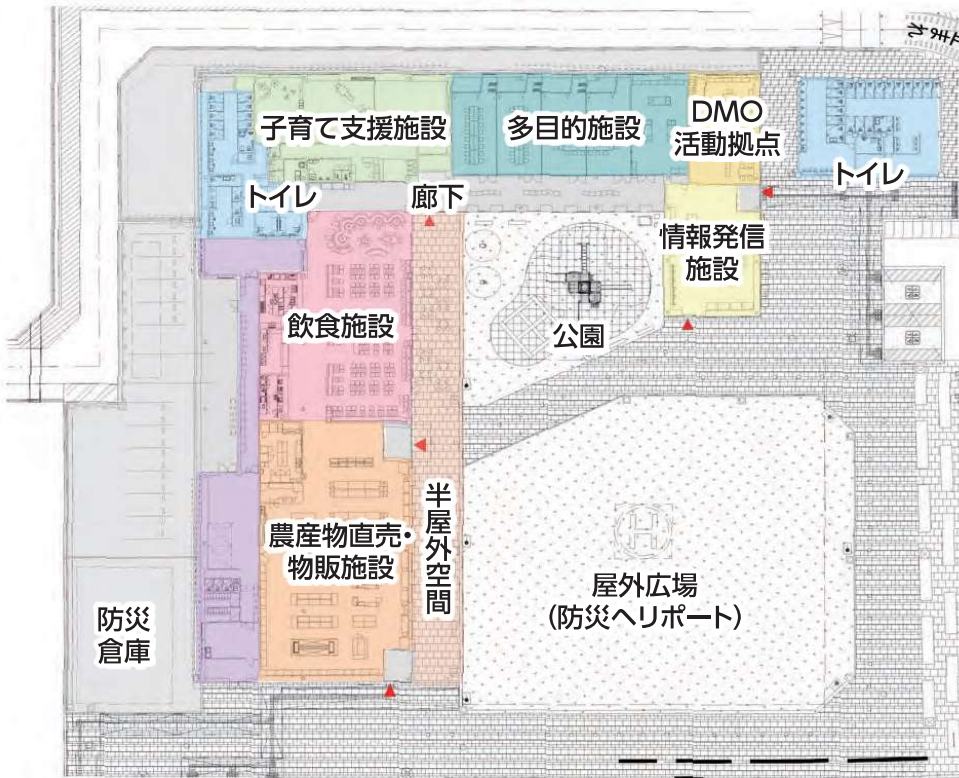 止まれ
子育て支援施設
多目的施設
DMO
活動拠点
トイレ
トイレ
廊下
情報発信
施設
飲食施設
公園
半屋外空間
農産物直売・
物販施設
H
屋外広場
(防災ヘリポート)
防災
倉庫